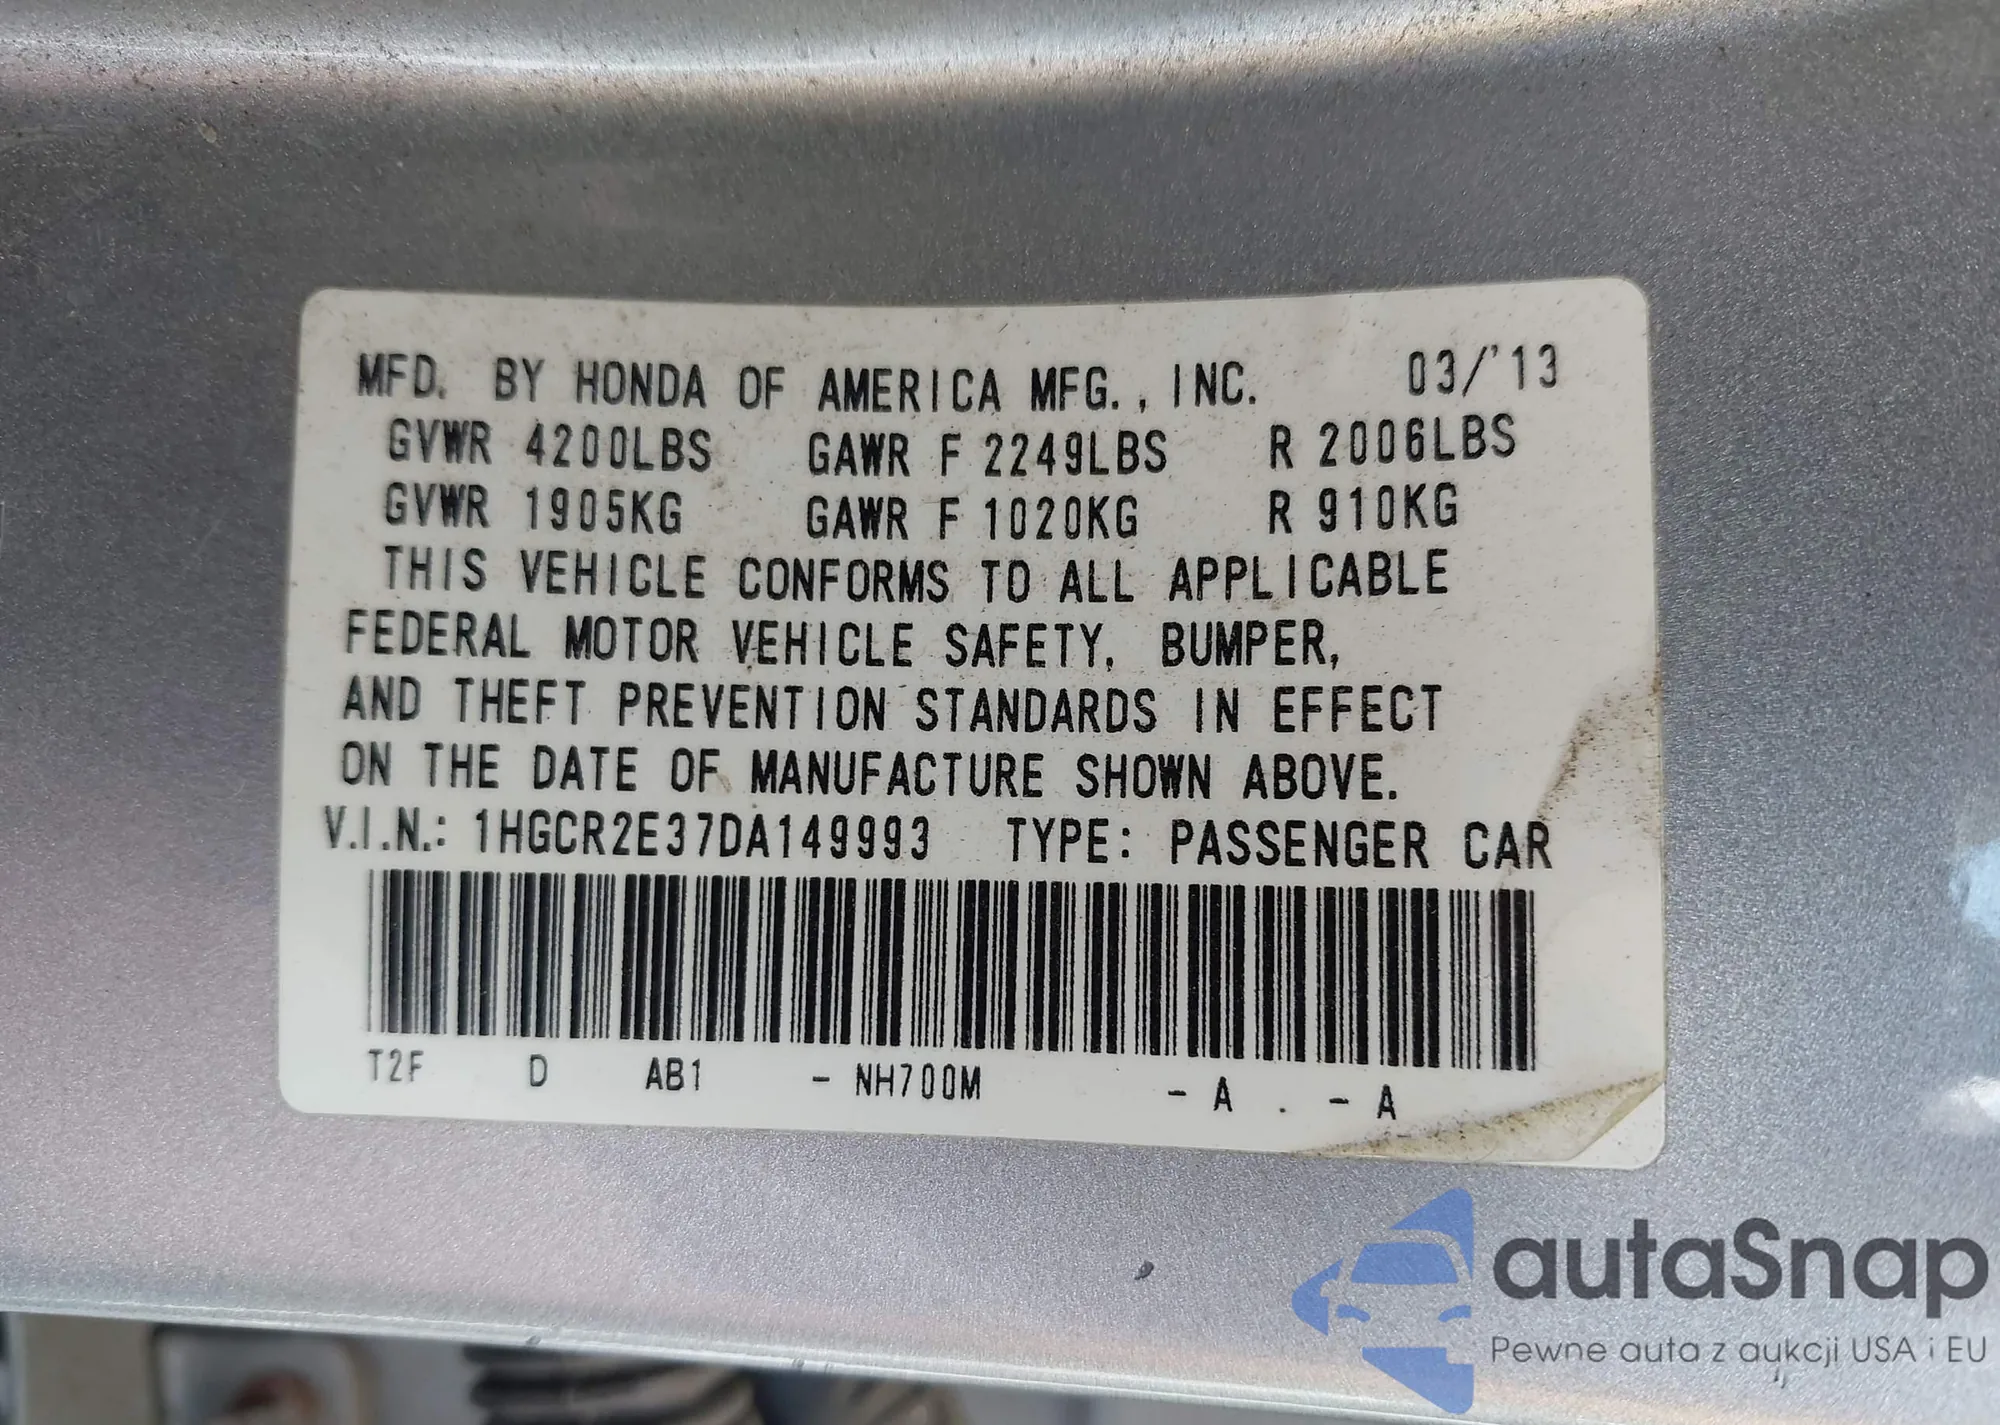 MFD. BY HONDA OF AMERICA MFG., INC. 03/'13
GVWR 4200LBS GAWR F 2249LBS R 2006LBS
GVWR 1905KG GAWR F 1020KG R 910KG
THIS VEHICLE CONFORMS TO ALL APPLICABLE
FEDERAL MOTOR VEHICLE SAFETY, BUMPER,
AND THEFT PREVENTION STANDARDS IN EFFECT
ON THE DATE OF MANUFACTURE SHOWN ABOVE.
V.I.N.: 1HGCR2E37DA149993 TYPE: PASSENGER CAR
T2F D AB1 - NH700M - A . - A
autaSnap
Pewne auta z aukcji USA i EU